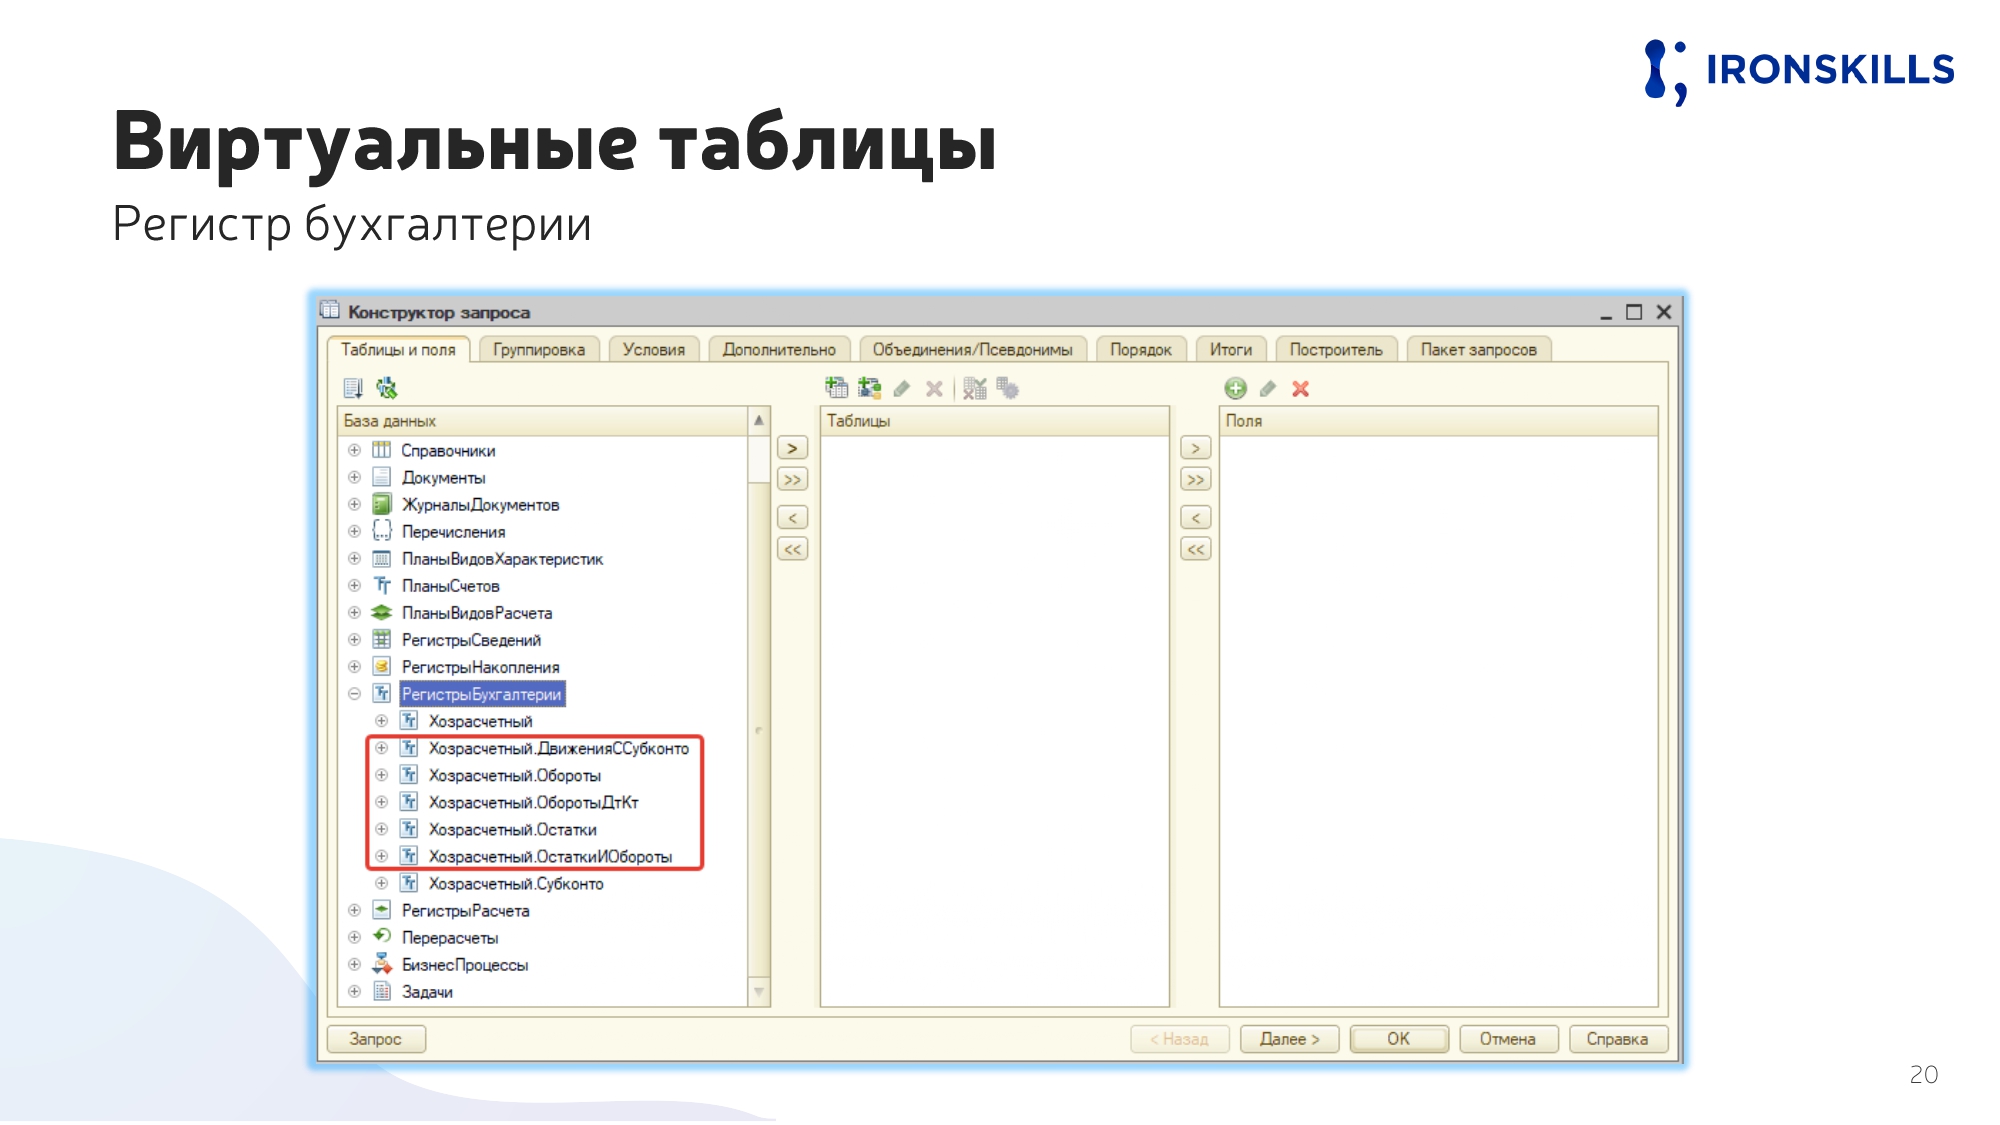 IRONSKILLS
Виртуальные таблицы
Регистр бухгалтерии
Конструктор запроса
Таблицы и поля Группировка Условия Дополнительно Объединения/Псевдонимы Порядок Итоги Построитель Пакет запросов
База данных
Справочники
Документы
ЖурналыДокументов
Перечисления
ПланыВидовХарактеристик
ПланыСчетов
ПланыВидовРасчета
РегистрыСведений
РегистрыНакопления
РегистрыБухгалтерии
Хозрасчетный
Хозрасчетный.ДвиженияССубконто
Хозрасчетный.Обороты
Хозрасчетный.ОборотыДтКт
Хозрасчетный.Остатки
Хозрасчетный.ОстаткиИОбороты
Хозрасчетный.Субконто
РегистрыРасчета
Перерасчеты
БизнесПроцессы
Задачи
>
>>
<
<<
Таблицы
>
>>
<
<<
Поля
Запрос < Назад Далее > ОК Отмена Справка
20